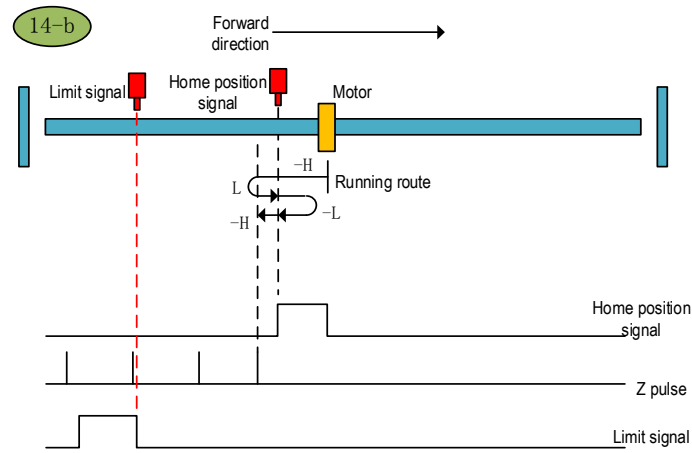 14-b
Forward
direction
Limit signal
Home position
signal
Motor
-H
Running route
L
-L
-H
Home position
signal
Z pulse
Limit signal